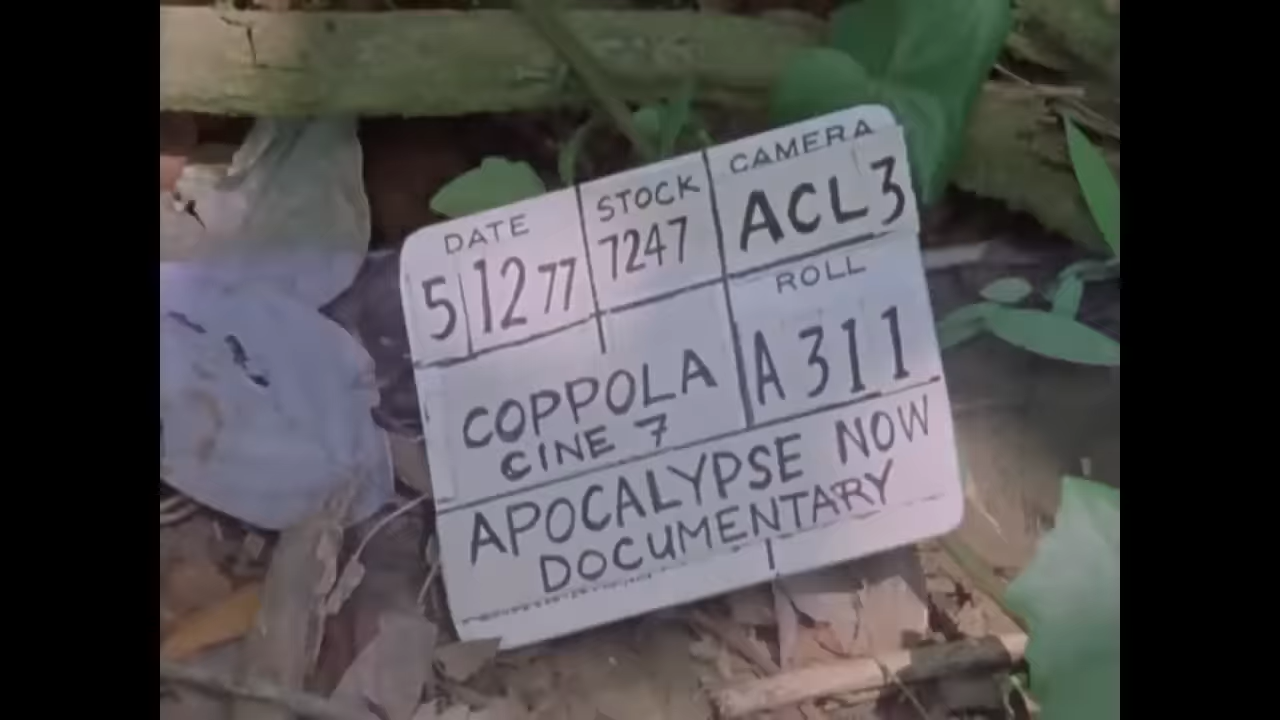 DATE STOCK CAMERA
5 12 77 7247 ACL 3
ROLL
A 311
COPPOLA
CINE 7
APOCALYPSE NOW
DOCUMENTARY